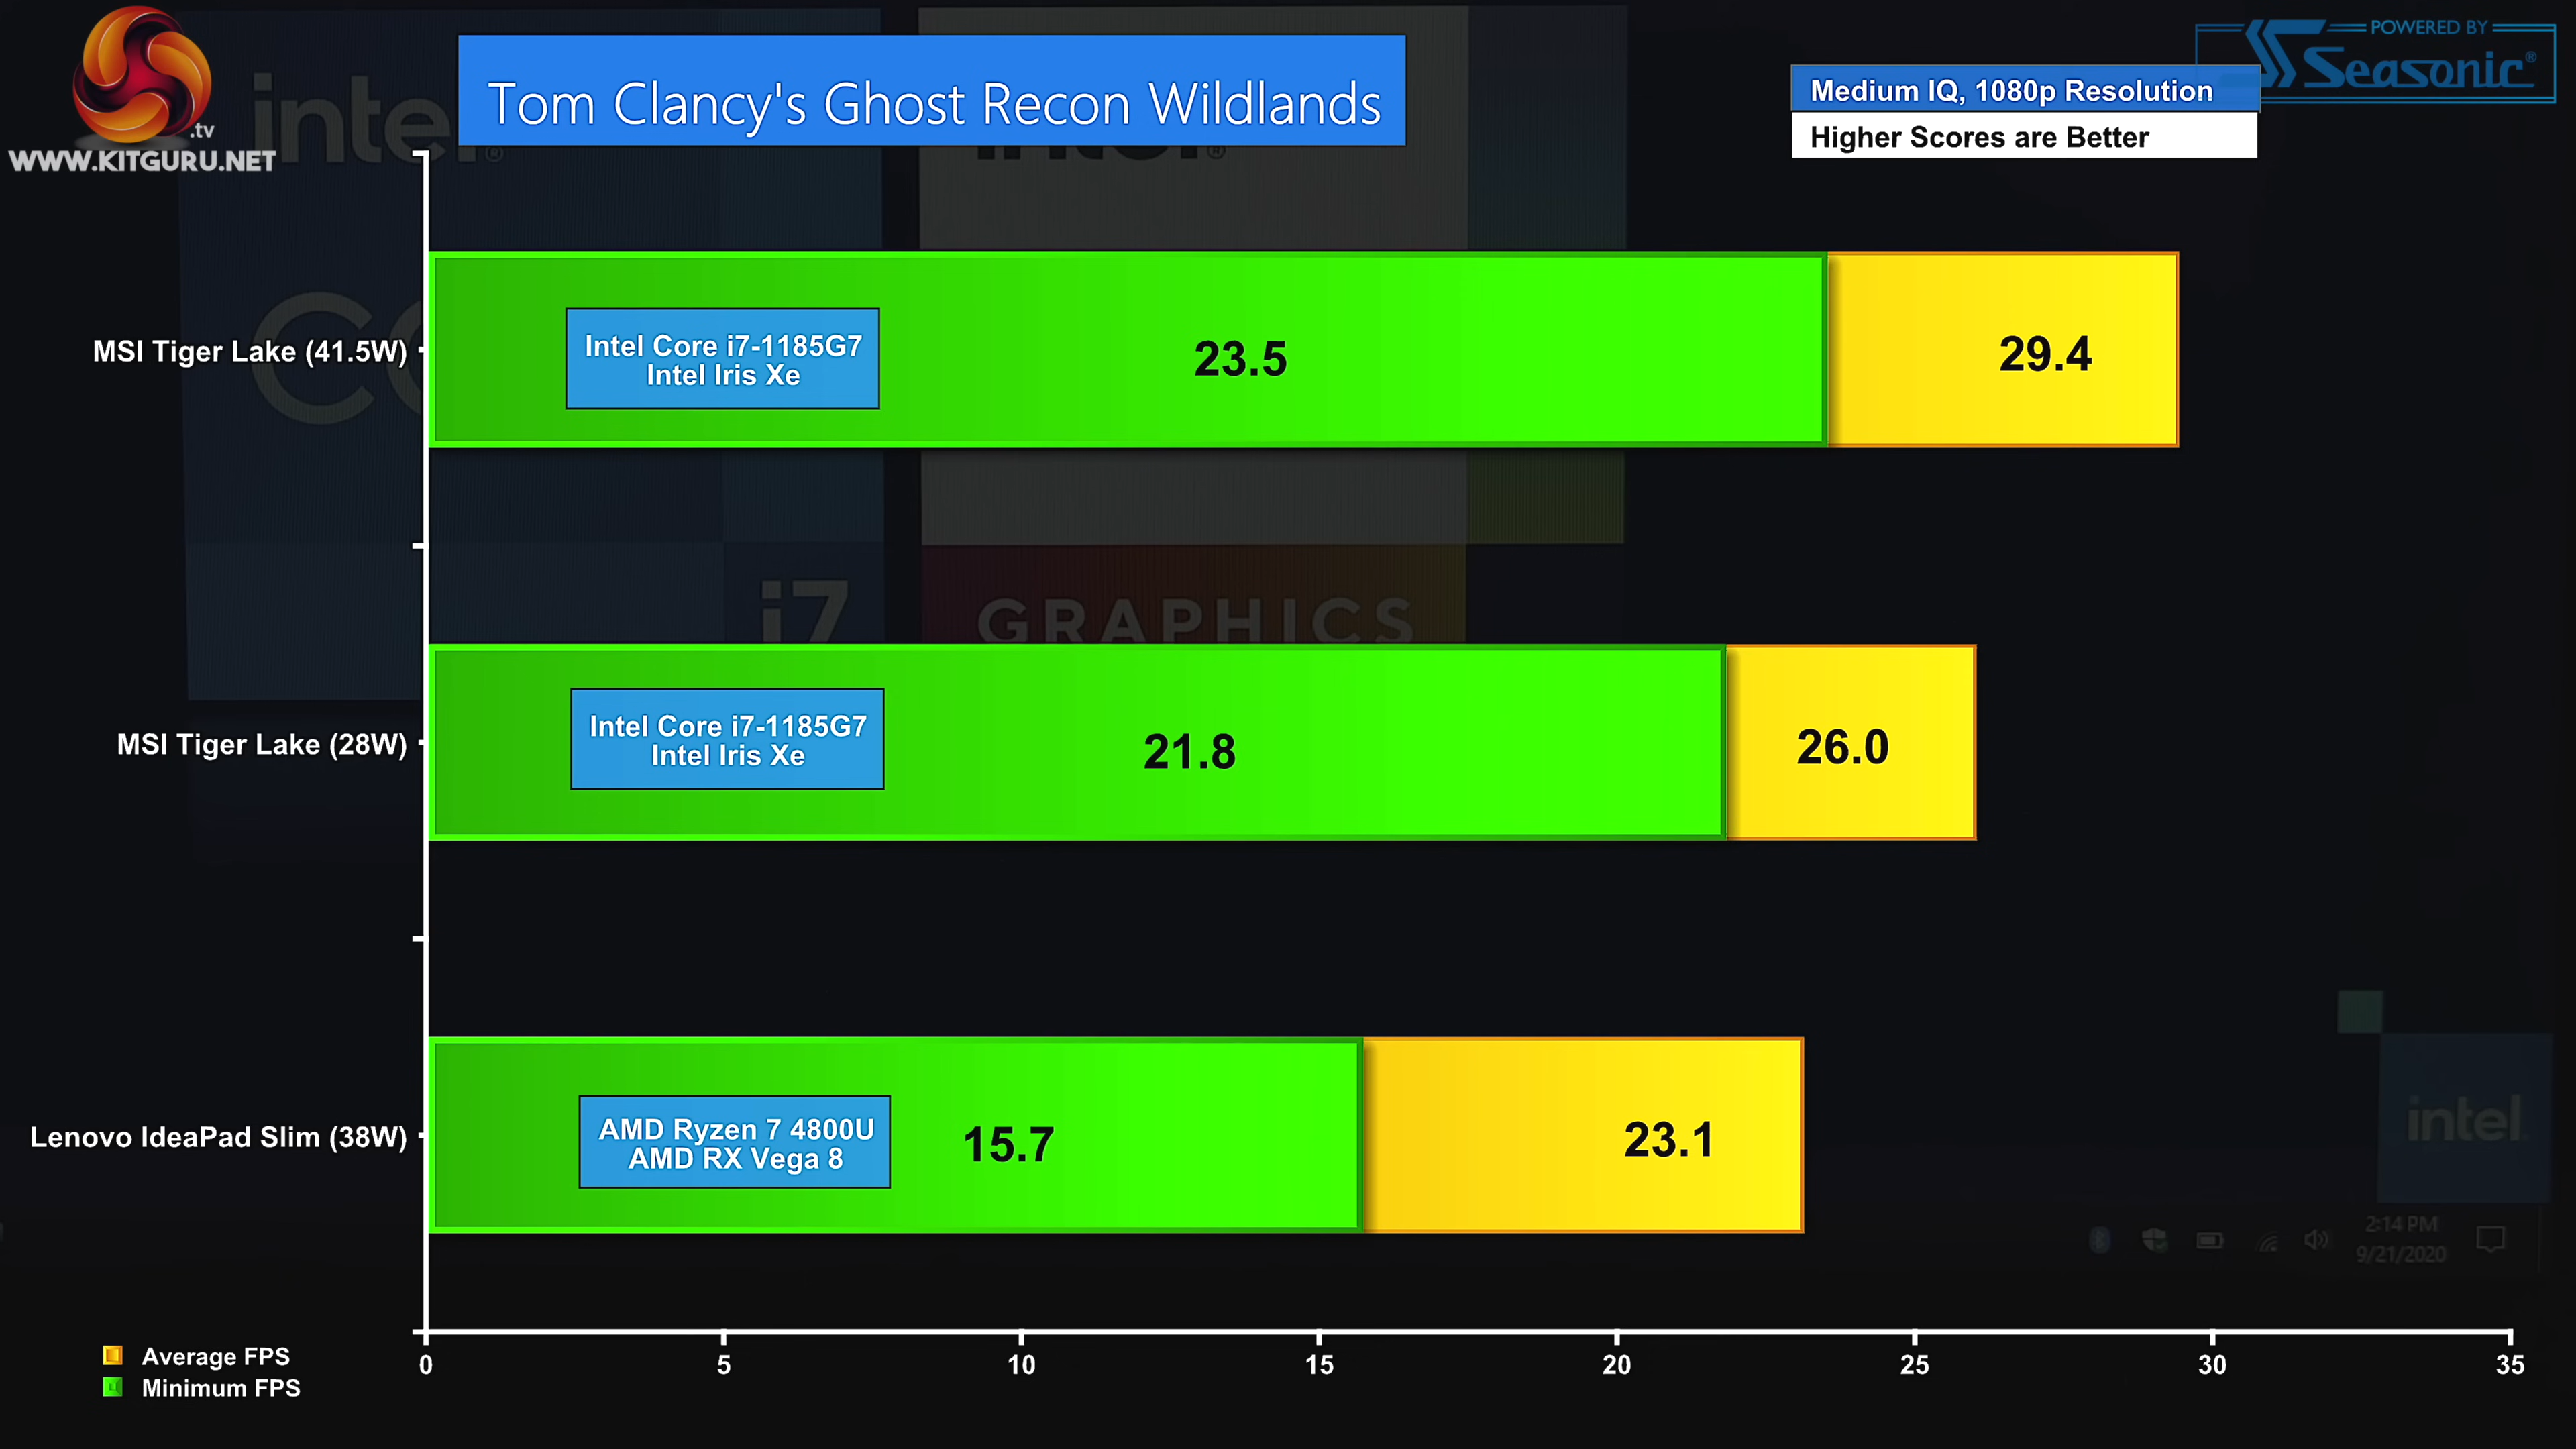 .tv
WWW.KITGURU.NET
intel®
Tom Clancy's Ghost Recon Wildlands
POWERED BY
Seasonic®
Medium IQ, 1080p Resolution
Higher Scores are Better
MSI Tiger Lake (41.5W)
Intel Core i7-1185G7
Intel Iris Xe
23.5
29.4
i7
GRAPHICS
MSI Tiger Lake (28W)
Intel Core i7-1185G7
Intel Iris Xe
21.8
26.0
Lenovo IdeaPad Slim (38W)
AMD Ryzen 7 4800U
AMD RX Vega 8
15.7
23.1
intel
2:14 PM
9/21/2020
0 5 10 15 20 25 30 35
Average FPS
Minimum FPS